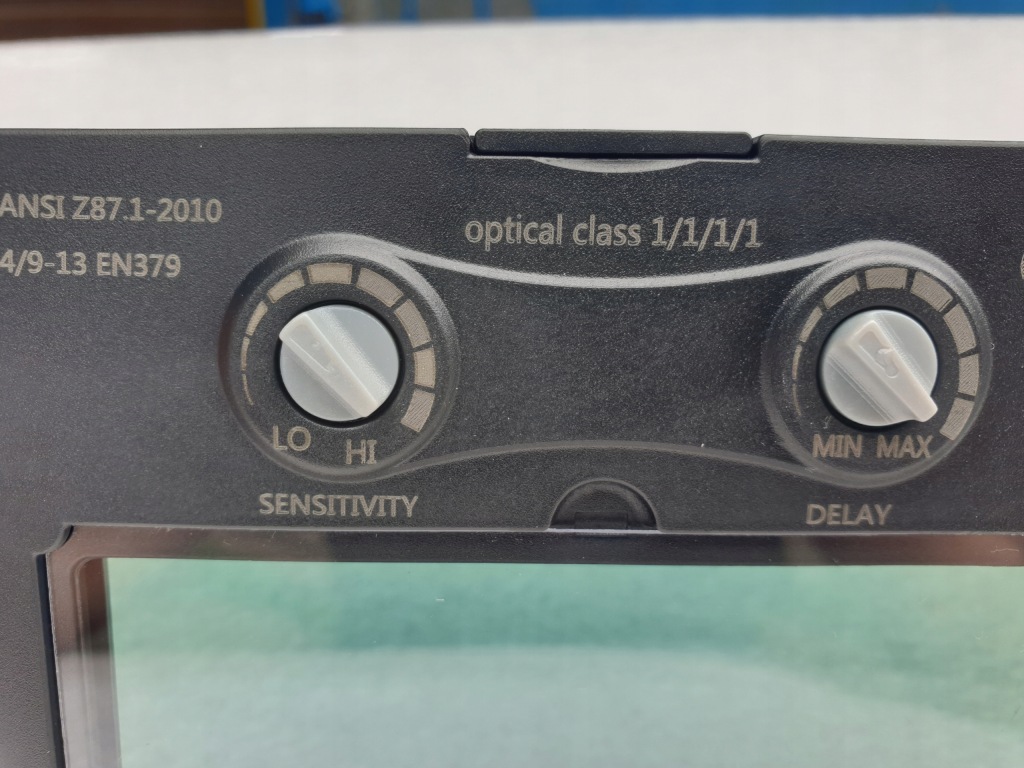 ANSI Z87.1-2010
4/9-13 EN379
optical class 1/1/1/1
LO HI
SENSITIVITY
MIN MAX
DELAY